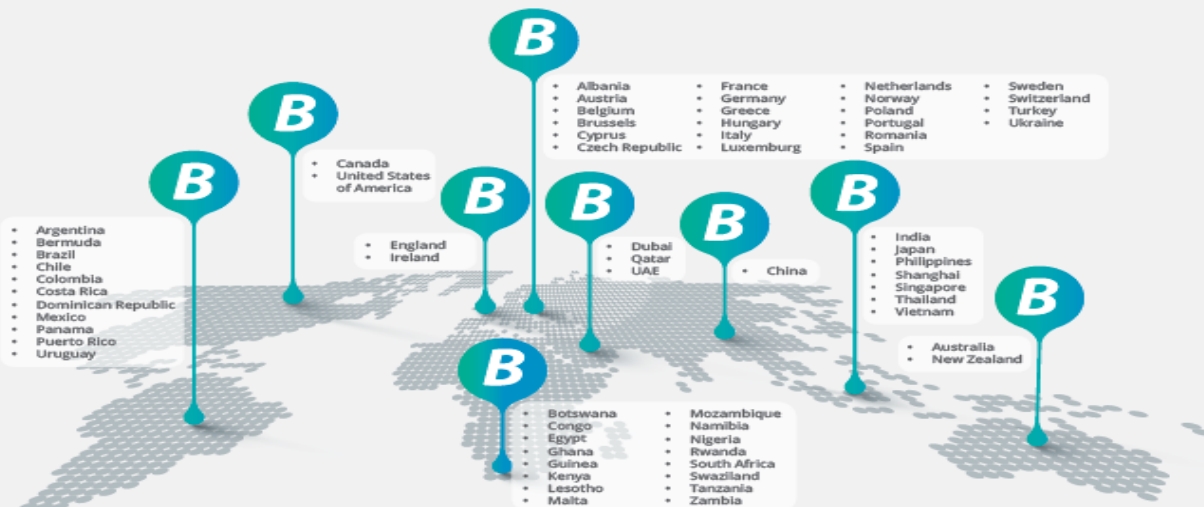 B
Albania
Austria
Belgium
Brussels
Cyprus
Czech Republic
France
Germany
Greece
Hungary
Italy
Luxemburg
Netherlands
Norway
Poland
Portugal
Romania
Spain
Sweden
Switzerland
Turkey
Ukraine
B
Canada
United States
of America
B
Argentina
Bermuda
Brazil
Chile
Colombia
Costa Rica
Dominican Republic
Mexico
Panama
Puerto Rico
Uruguay
B
England
Ireland
B
Dubai
Qatar
UAE
B
China
B
India
Japan
Philippines
Shanghai
Singapore
Thailand
Vietnam
B
Australia
New Zealand
B
Botswana
Congo
Egypt
Ghana
Guinea
Kenya
Lesotho
Malta
Mozambique
Namibia
Nigeria
Rwanda
South Africa
Swaziland
Tanzania
Zambia